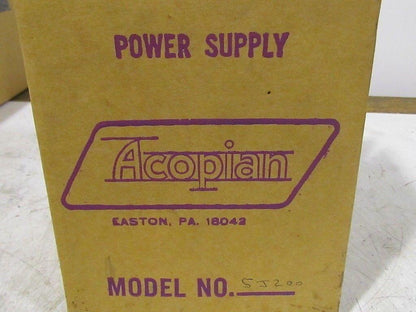 POWER SUPPLY
Acopian
EASTON, PA. 18042
MODEL NO. 5J200